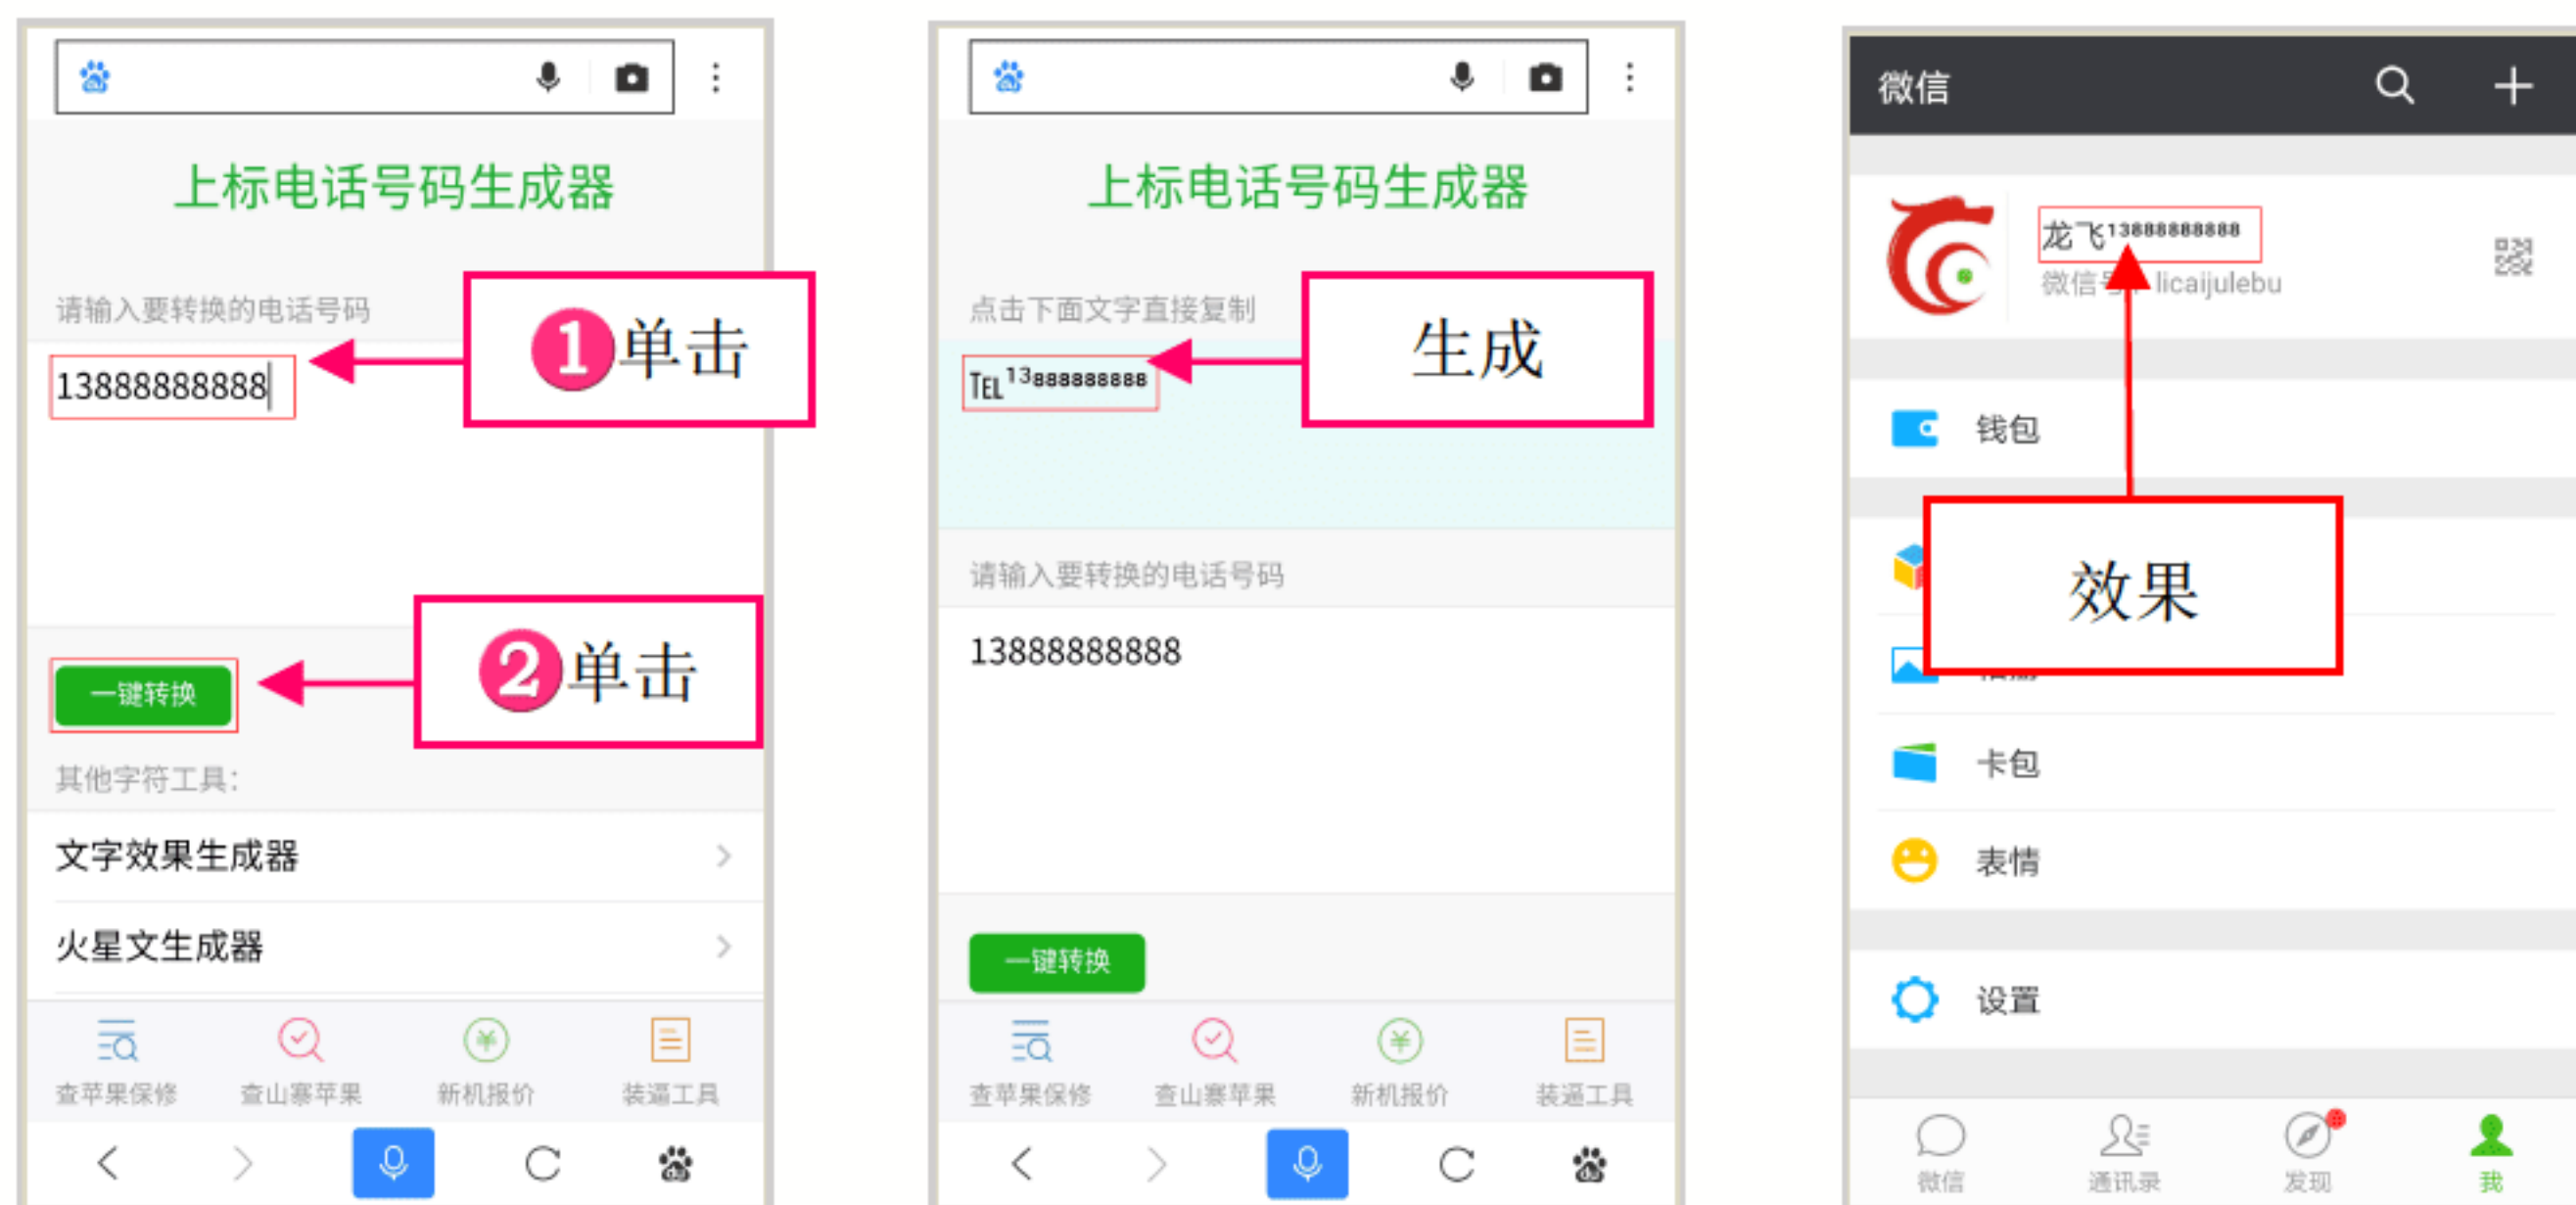 上标电话号码生成器
请输入要转换的电话号码
13888888888
❶单击
❷单击
一键转换
其他字符工具：
文字效果生成器
火星文生成器
查苹果保修 查山寨苹果 新机报价 装逼工具
上标电话号码生成器
点击下面文字直接复制
Tᴇʟ¹³⁸⁸⁸⁸⁸⁸⁸⁸⁸
生成
请输入要转换的电话号码
13888888888
一键转换
查苹果保修 查山寨苹果 新机报价 装逼工具
微信
龙飞¹³⁸⁸⁸⁸⁸⁸⁸⁸⁸
微信号 licaijulebu
钱包
效果
卡包
表情
设置
微信 通讯录 发现 我